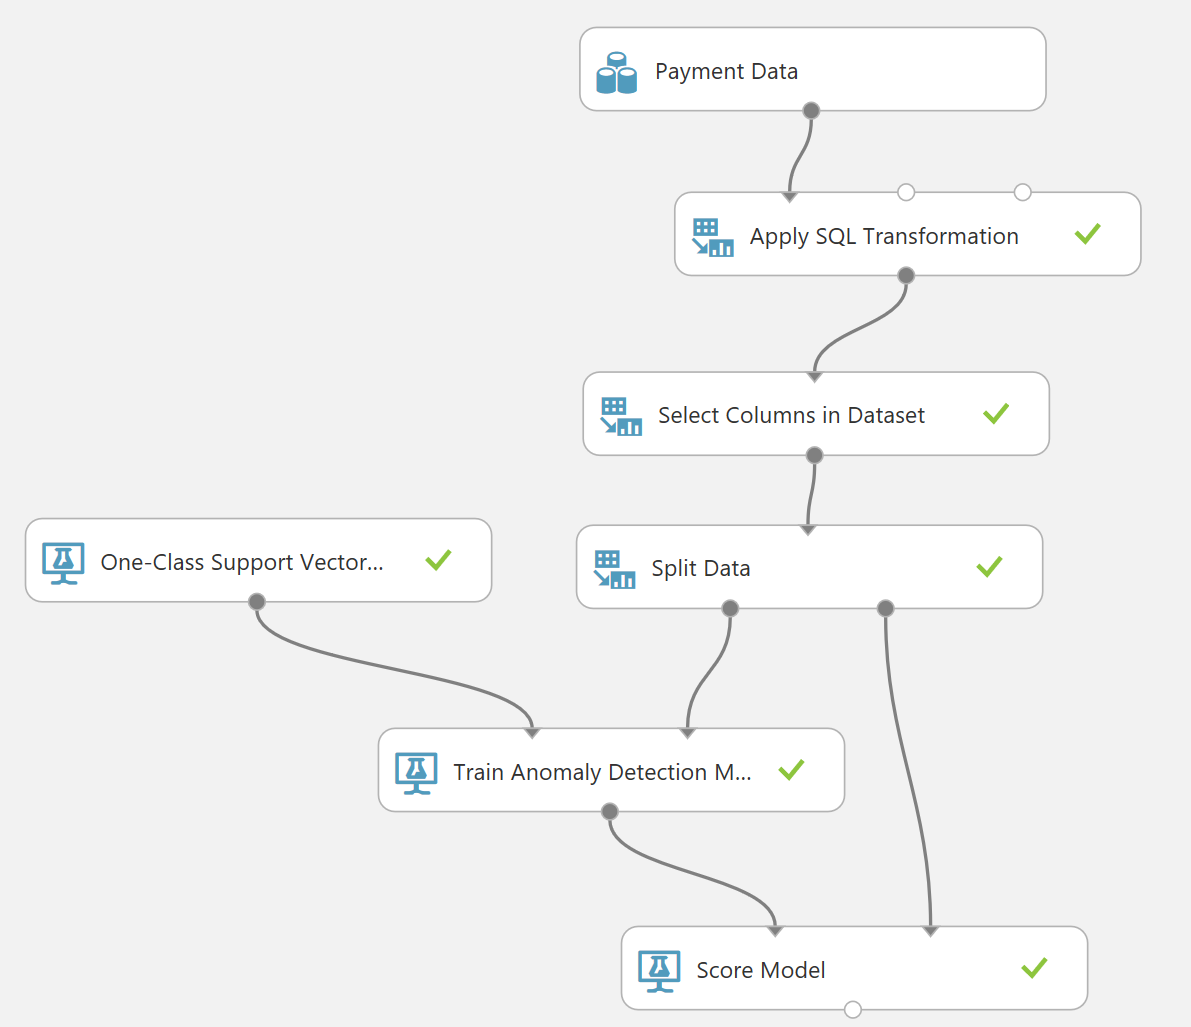 Payment Data
Apply SQL Transformation
Select Columns in Dataset
One-Class Support Vector...
Split Data
Train Anomaly Detection M...
Score Model